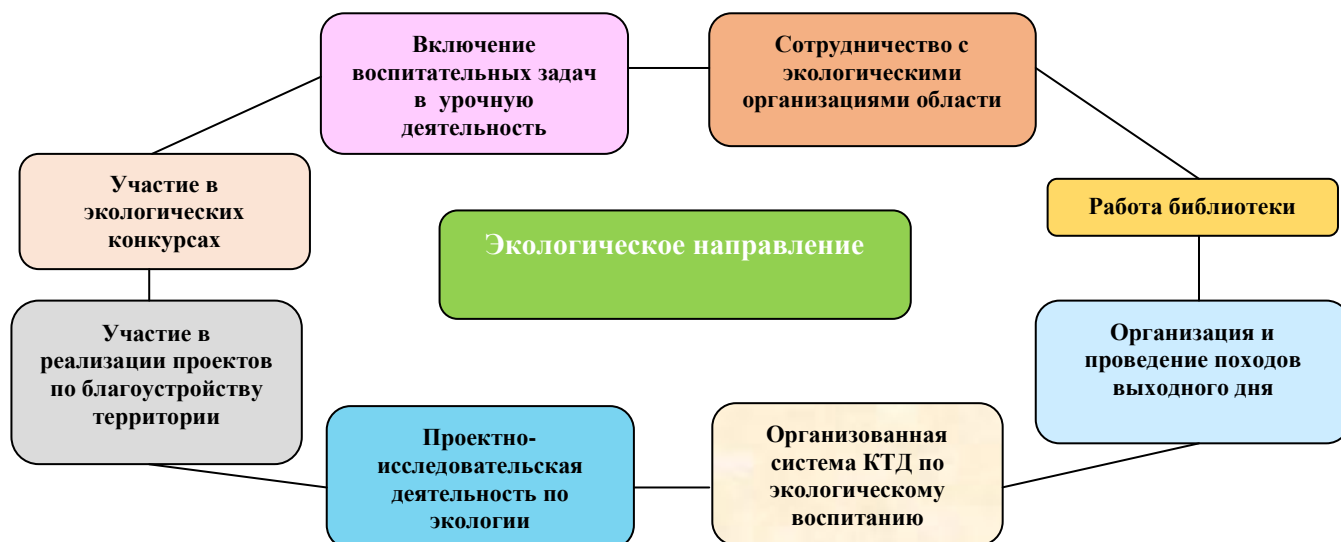 Включение
воспитательных задач
в урочную
деятельность
Сотрудничество с
экологическими
организациями области
Участие в
экологических
конкурсах
Экологическое направление
Работа библиотеки
Участие в
реализации проектов
по благоустройству
территории
Организация и
проведение походов
выходного дня
Проектно-
исследовательская
деятельность по
экологии
Организованная
система КТД по
экологическому
воспитанию